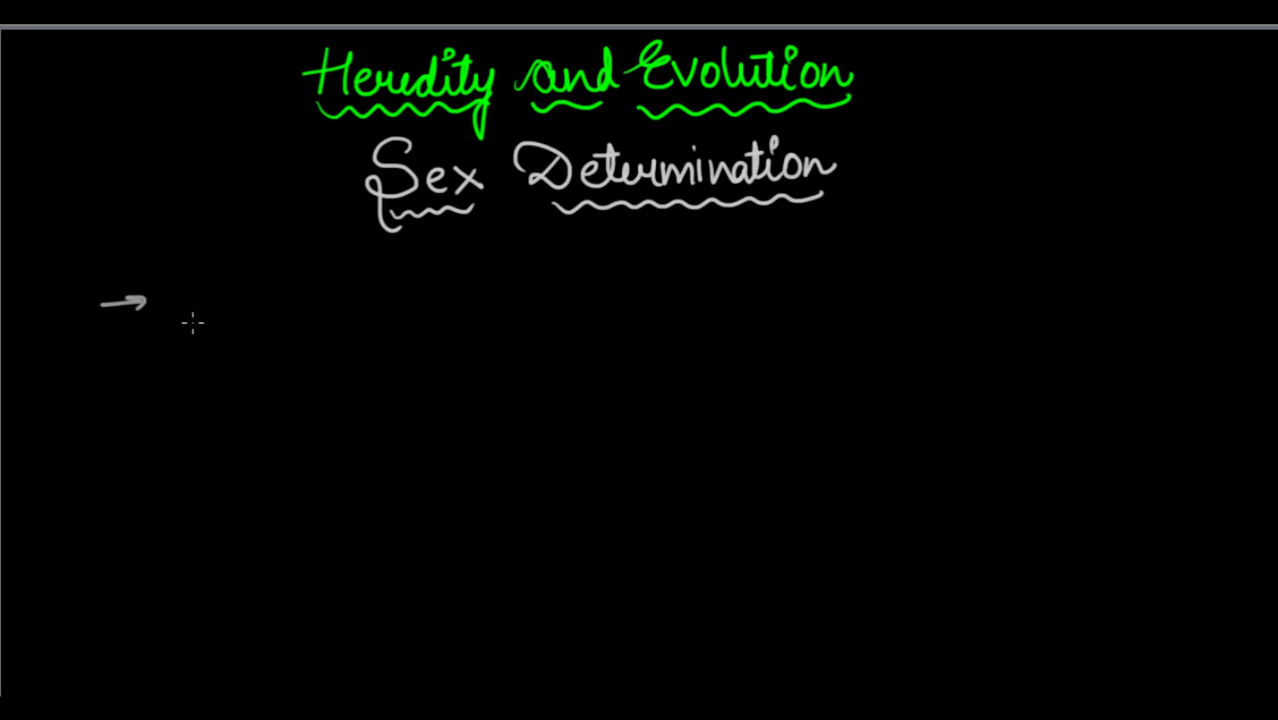 Heredity and Evolution
Sex Determination
→